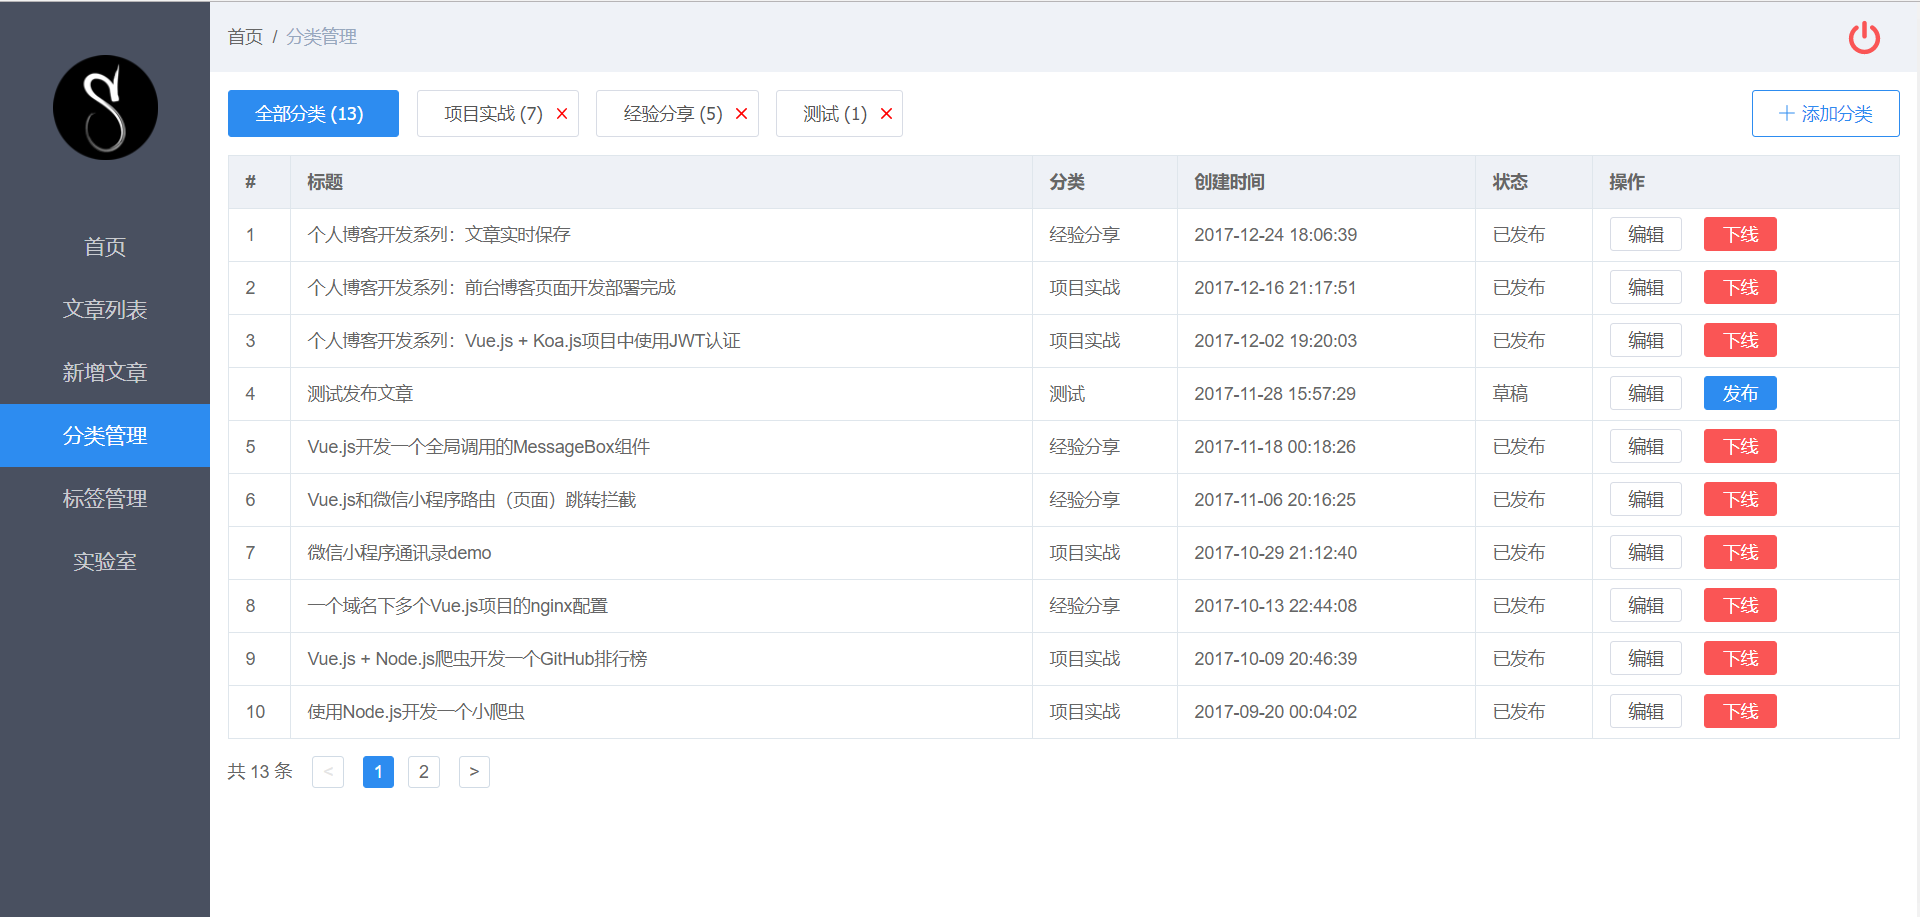 首页 / 分类管理
首页
文章列表
新增文章
分类管理
标签管理
实验室
全部分类 (13) 项目实战 (7) × 经验分享 (5) × 测试 (1) × + 添加分类
# 标题 分类 创建时间 状态 操作
1 个人博客开发系列：文章实时保存 经验分享 2017-12-24 18:06:39 已发布 编辑 下线
2 个人博客开发系列：前台博客页面开发部署完成 项目实战 2017-12-16 21:17:51 已发布 编辑 下线
3 个人博客开发系列：Vue.js + Koa.js项目中使用JWT认证 项目实战 2017-12-02 19:20:03 已发布 编辑 下线
4 测试发布文章 测试 2017-11-28 15:57:29 草稿 编辑 发布
5 Vue.js开发一个全局调用的MessageBox组件 经验分享 2017-11-18 00:18:26 已发布 编辑 下线
6 Vue.js和微信小程序路由（页面）跳转拦截 经验分享 2017-11-06 20:16:25 已发布 编辑 下线
7 微信小程序通讯录demo 项目实战 2017-10-29 21:12:40 已发布 编辑 下线
8 一个域名下多个Vue.js项目的nginx配置 经验分享 2017-10-13 22:44:08 已发布 编辑 下线
9 Vue.js + Node.js爬虫开发一个GitHub排行榜 项目实战 2017-10-09 20:46:39 已发布 编辑 下线
10 使用Node.js开发一个小爬虫 项目实战 2017-09-20 00:04:02 已发布 编辑 下线
共 13 条 < 1 2 >